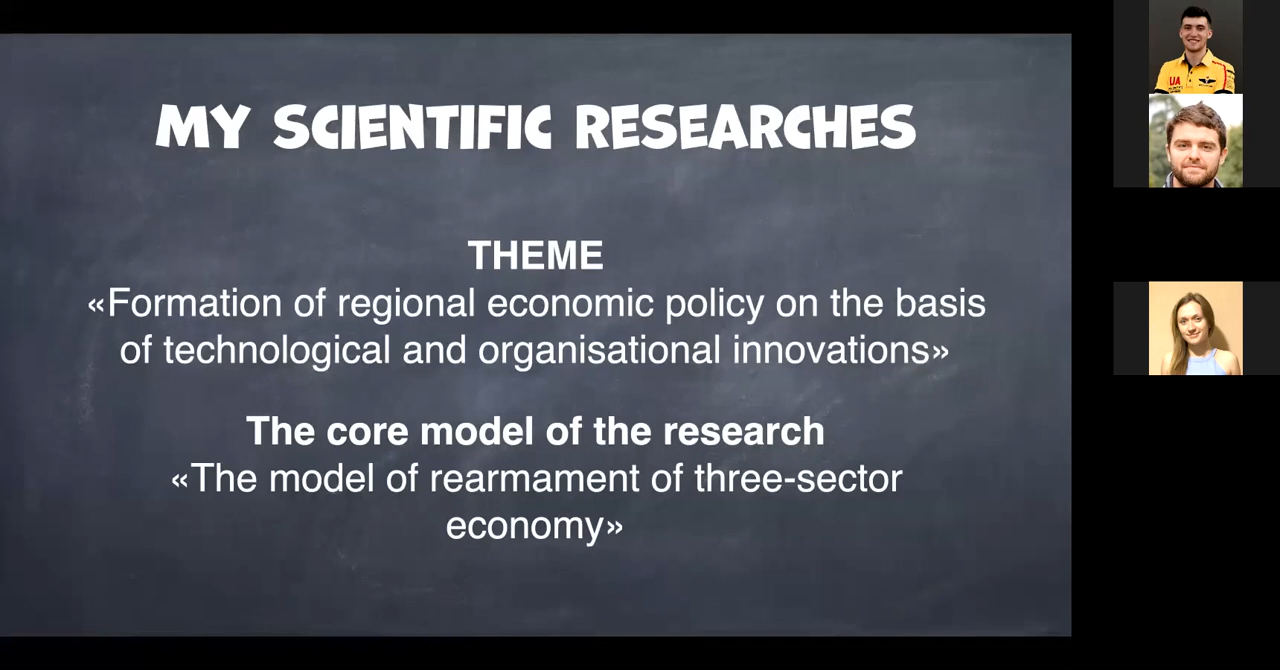 MY SCIENTIFIC RESEARCHES
THEME
«Formation of regional economic policy on the basis
of technological and organisational innovations»
The core model of the research
«The model of rearmament of three-sector
economy»
UA